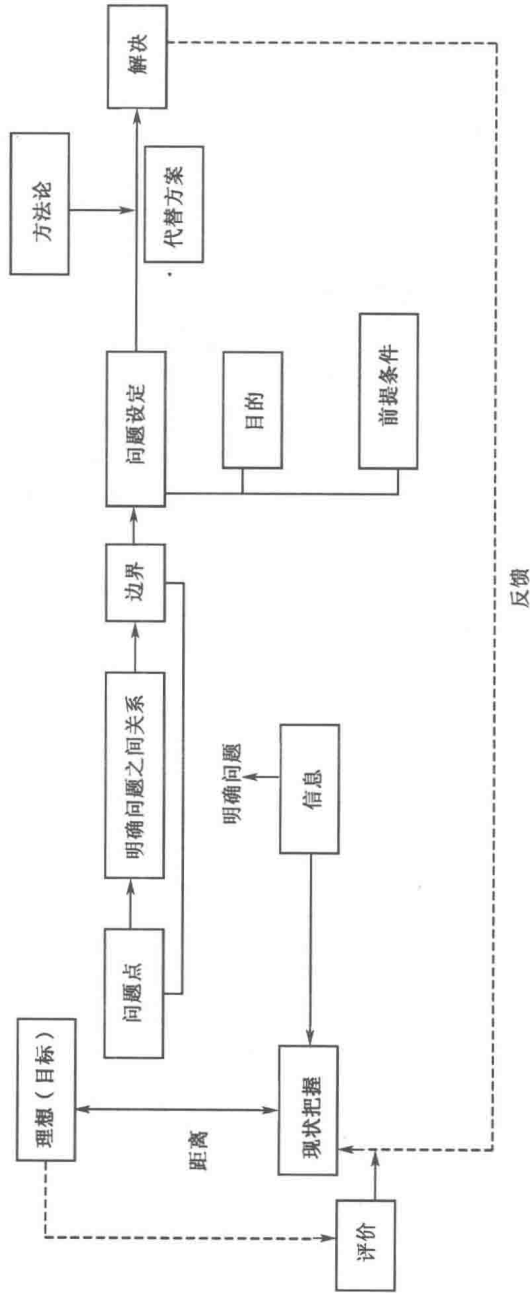 理想（目标）
距离
现状把握
评价
问题点
明确问题之间关系
边界
问题设定
目的
前提条件
信息
明确问题
方法论
代替方案
解决
反馈